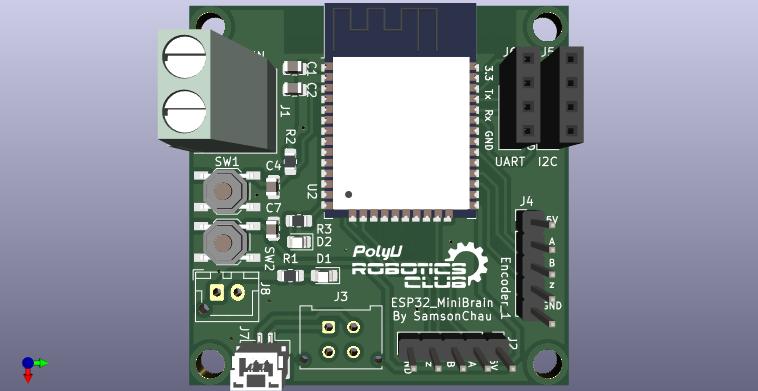 C1
C2
J1
R2
U2
3.3 Tx Rx GND
UART
I2C
SW1
C4
C7
SW2
R3
D2
R1
D1
J8
J7
J3
J4
5V
A
B
Z
GND
Encoder_1
PolyU
ROBOTICS
CLUB
ESP32_MiniBrain
By SamsonChau
J2
Z
B
A